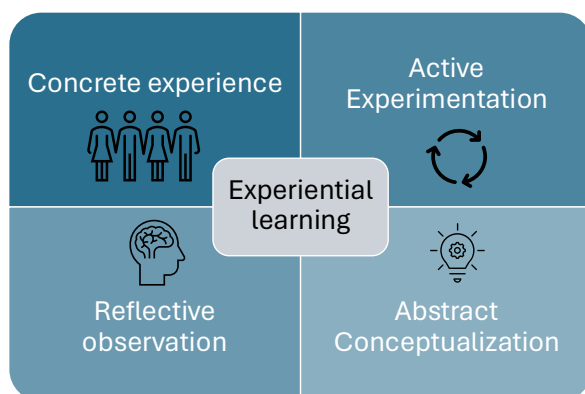 Concrete experience
Active
Experimentation
Experiential
learning
Reflective
observation
Abstract
Conceptualization